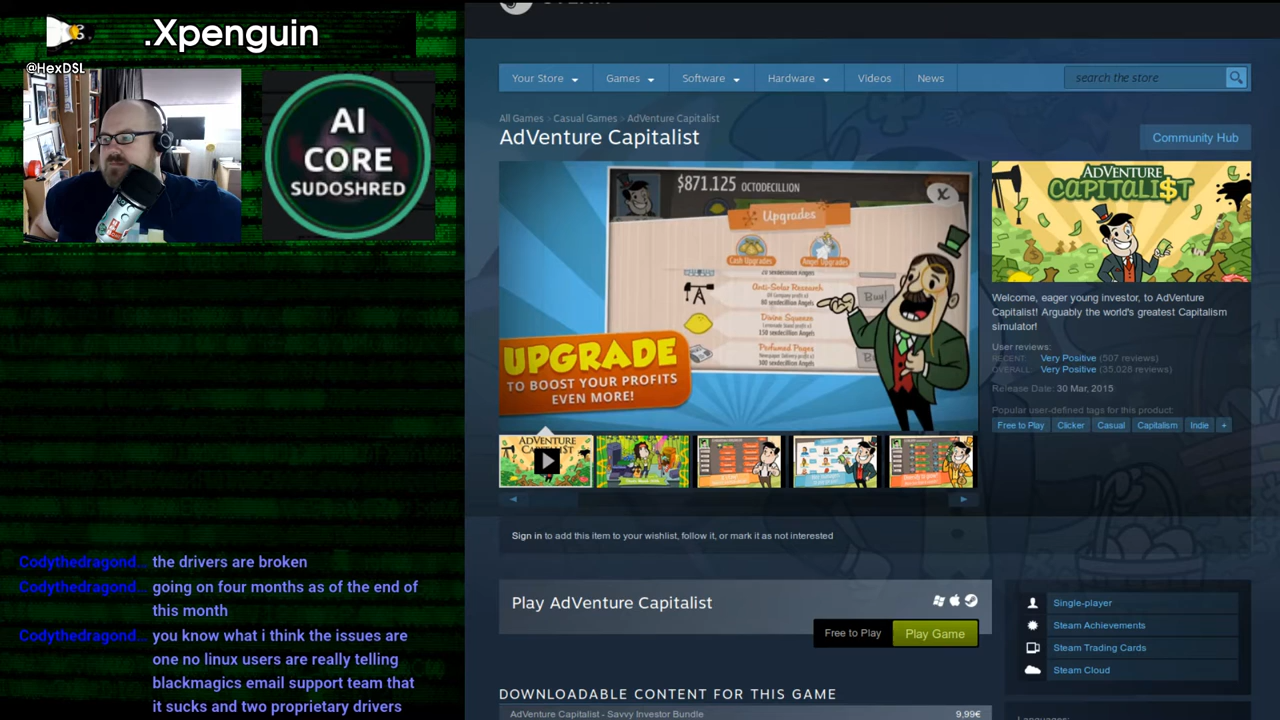 .Xpenguin
@HexDSL
AI
CORE
SUDOSHRED
Codythedragond... the drivers are broken
Codythedragond... going on four months as of the end of
this month
Codythedragond... you know what i think the issues are
one no linux users are really telling
blackmagics email support team that
it sucks and two proprietary drivers
Your Store
Games
Software
Hardware
Videos
News
search the store
All Games > Casual Games > AdVenture Capitalist
AdVenture Capitalist
Community Hub
$871.125 OCTODECILLION
X
Upgrades
Cash Upgrades
Angel Upgrades
Anti-Solar Research
Buy!
Divine Squeeze
Perfumed Pages
UPGRADE
TO BOOST YOUR PROFITS
EVEN MORE!
ADVENTURE
CAPITALI$T
Welcome, eager young investor, to AdVenture
Capitalist! Arguably the world's greatest Capitalism
simulator!
User reviews:
RECENT: Very Positive (507 reviews)
OVERALL: Very Positive (35,028 reviews)
Release Date: 30 Mar, 2015
Popular user-defined tags for this product:
Free to Play Clicker Casual Capitalism Indie +
Sign in to add this item to your wishlist, follow it, or mark it as not interested
Play AdVenture Capitalist
Free to Play
Play Game
Single-player
Steam Achievements
Steam Trading Cards
Steam Cloud
DOWNLOADABLE CONTENT FOR THIS GAME
AdVenture Capitalist - Savvy Investor Bundle 9,99€